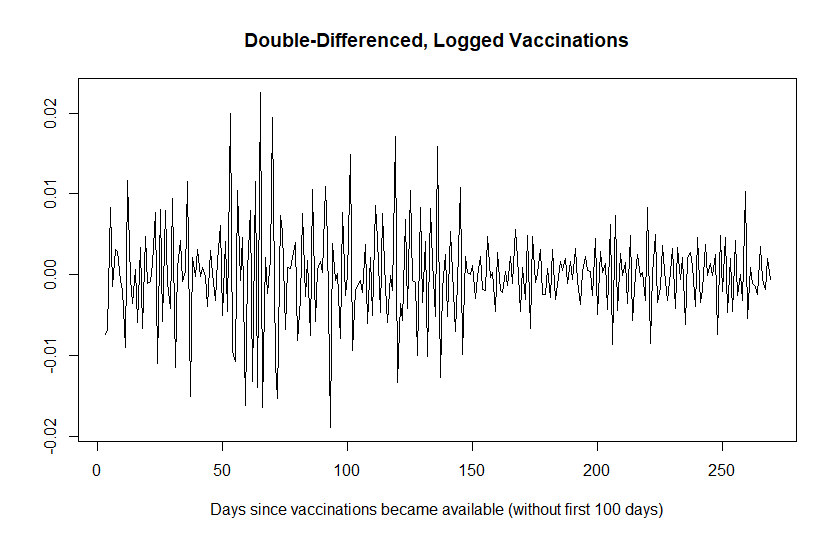 Double-Differenced, Logged Vaccinations
0.02
0.01
0.00
-0.01
-0.02
0 50 100 150 200 250
Days since vaccinations became available (without first 100 days)